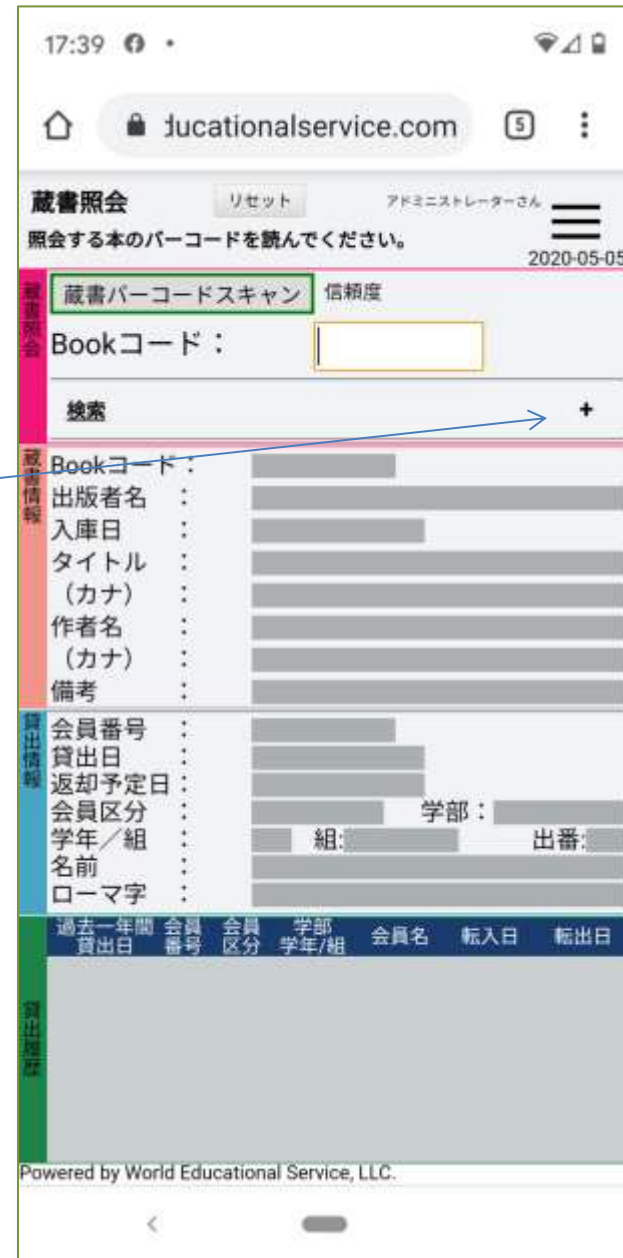 17:39
ducationalservice.com
5
蔵書照会 リセット アドミニストレーターさん
照会する本のバーコードを読んでください。
2020-05-05
蔵書照会
蔵書バーコードスキャン 信頼度
Bookコード：
検索 +
蔵書情報
Bookコード：
出版者名 ：
入庫日 ：
タイトル ：
（カナ） ：
作者名 ：
（カナ） ：
備考 ：
貸出情報
会員番号 ：
貸出日 ：
返却予定日：
会員区分 ： 学部：
学年／組 ： 組: 出番:
名前 ：
ローマ字 ：
過去一年間貸出日 会員番号 会員区分 学部学年/組 会員名 転入日 転出日
貸出履歴
Powered by World Educational Service, LLC.